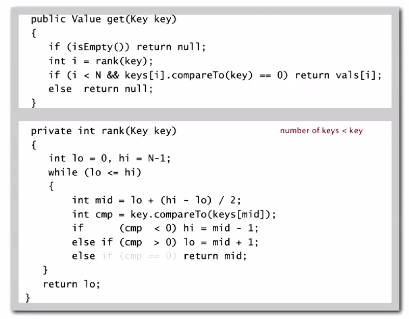 public Value get(Key key)
{
if (isEmpty()) return null;
int i = rank(key);
if (i < N && keys[i].compareTo(key) == 0) return vals[i];
else return null;
}
private int rank(Key key) number of keys < key
{
int lo = 0, hi = N-1;
while (lo <= hi)
{
int mid = lo + (hi - lo) / 2;
int cmp = key.compareTo(keys[mid]);
if (cmp < 0) hi = mid - 1;
else if (cmp > 0) lo = mid + 1;
else if (cmp == 0) return mid;
}
return lo;
}